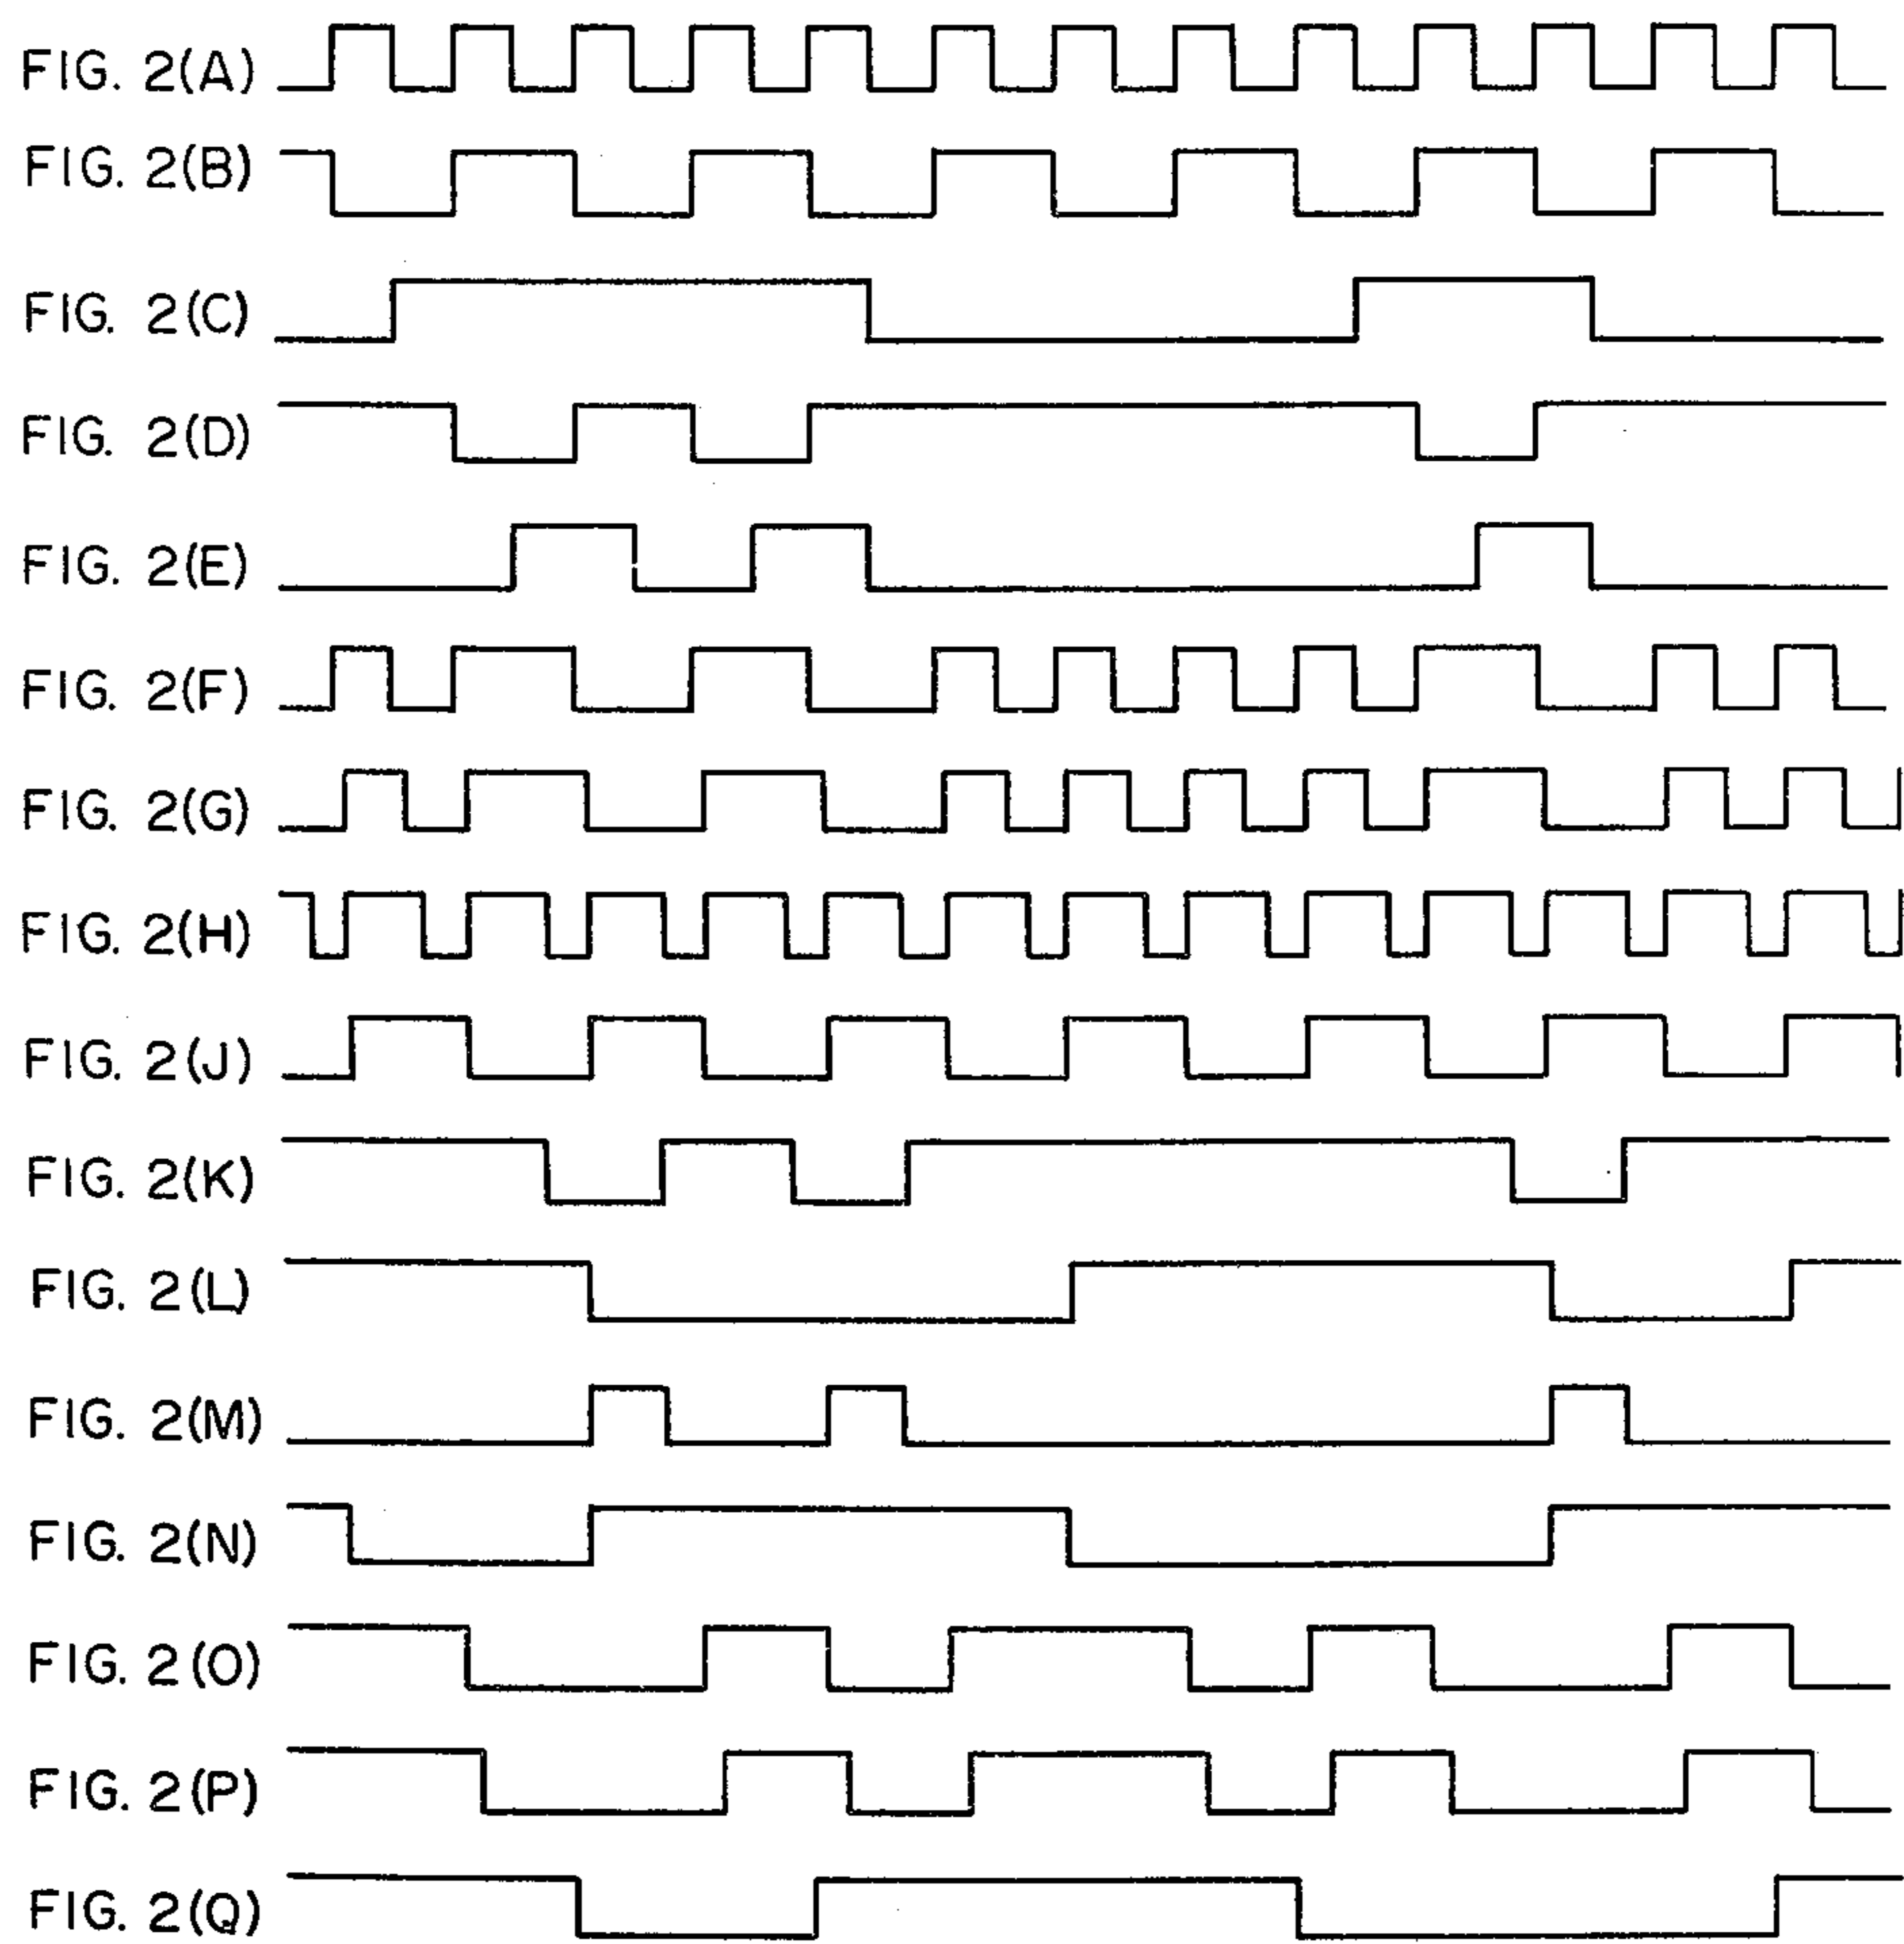 FIG. 2(A)
FIG. 2(B)
FIG. 2(C)
FIG. 2(D)
FIG. 2(E)
FIG. 2(F)
FIG. 2(G)
FIG. 2(H)
FIG. 2(J)
FIG. 2(K)
FIG. 2(L)
FIG. 2(M)
FIG. 2(N)
FIG. 2(O)
FIG. 2(P)
FIG. 2(Q)